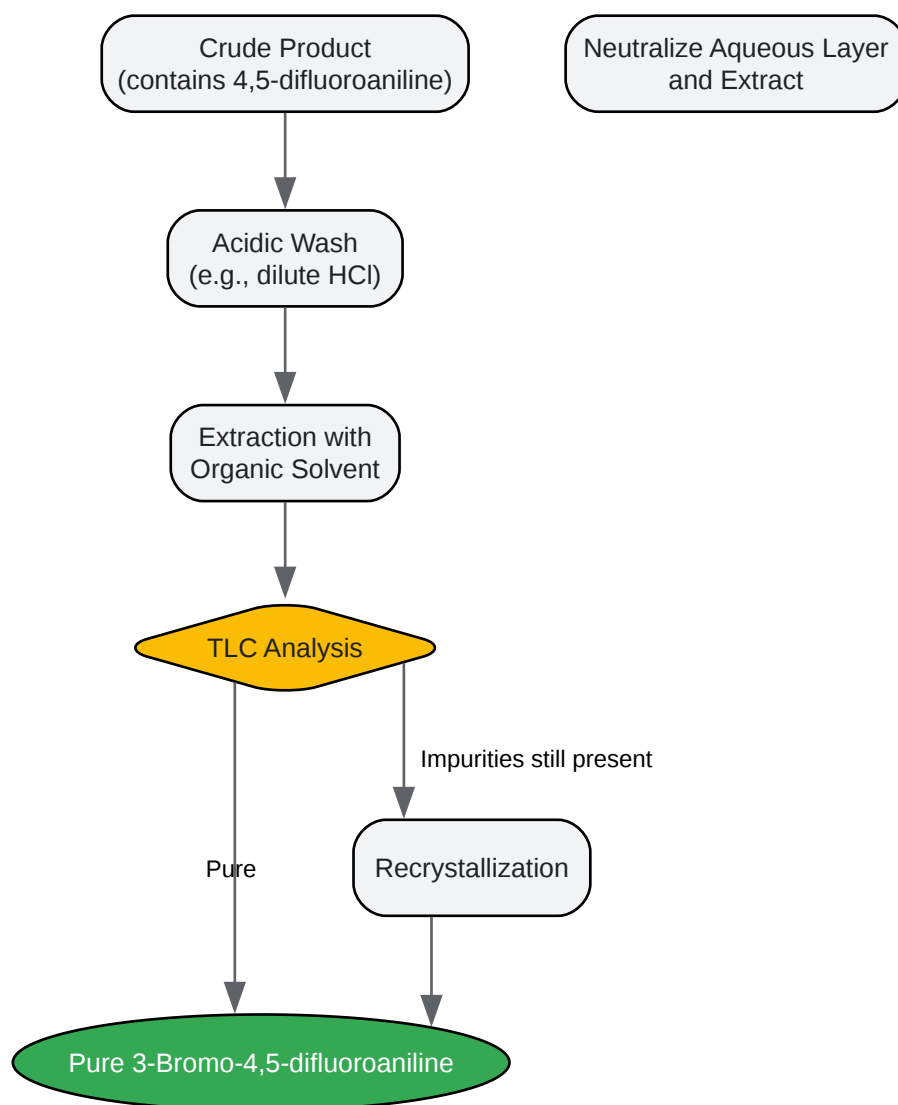 Crude Product
(contains 4,5-difluoroaniline)
Neutralize Aqueous Layer
and Extract
Acidic Wash
(e.g., dilute HCl)
Extraction with
Organic Solvent
TLC Analysis
Impurities still present
Pure
Recrystallization
Pure 3-Bromo-4,5-difluoroaniline